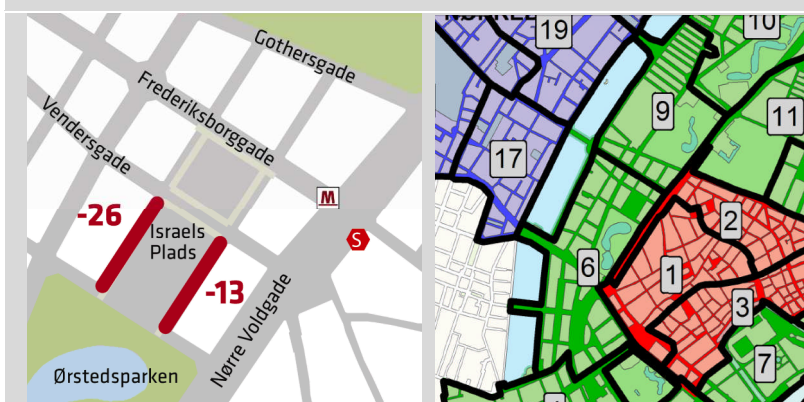 Gothersgade
Frederiksborggade
Vendersgade
M
S
-26
Israels
Plads
-13
Nørre Voldgade
Ørstedsparken
19
10
9
11
17
2
6
1
3
7